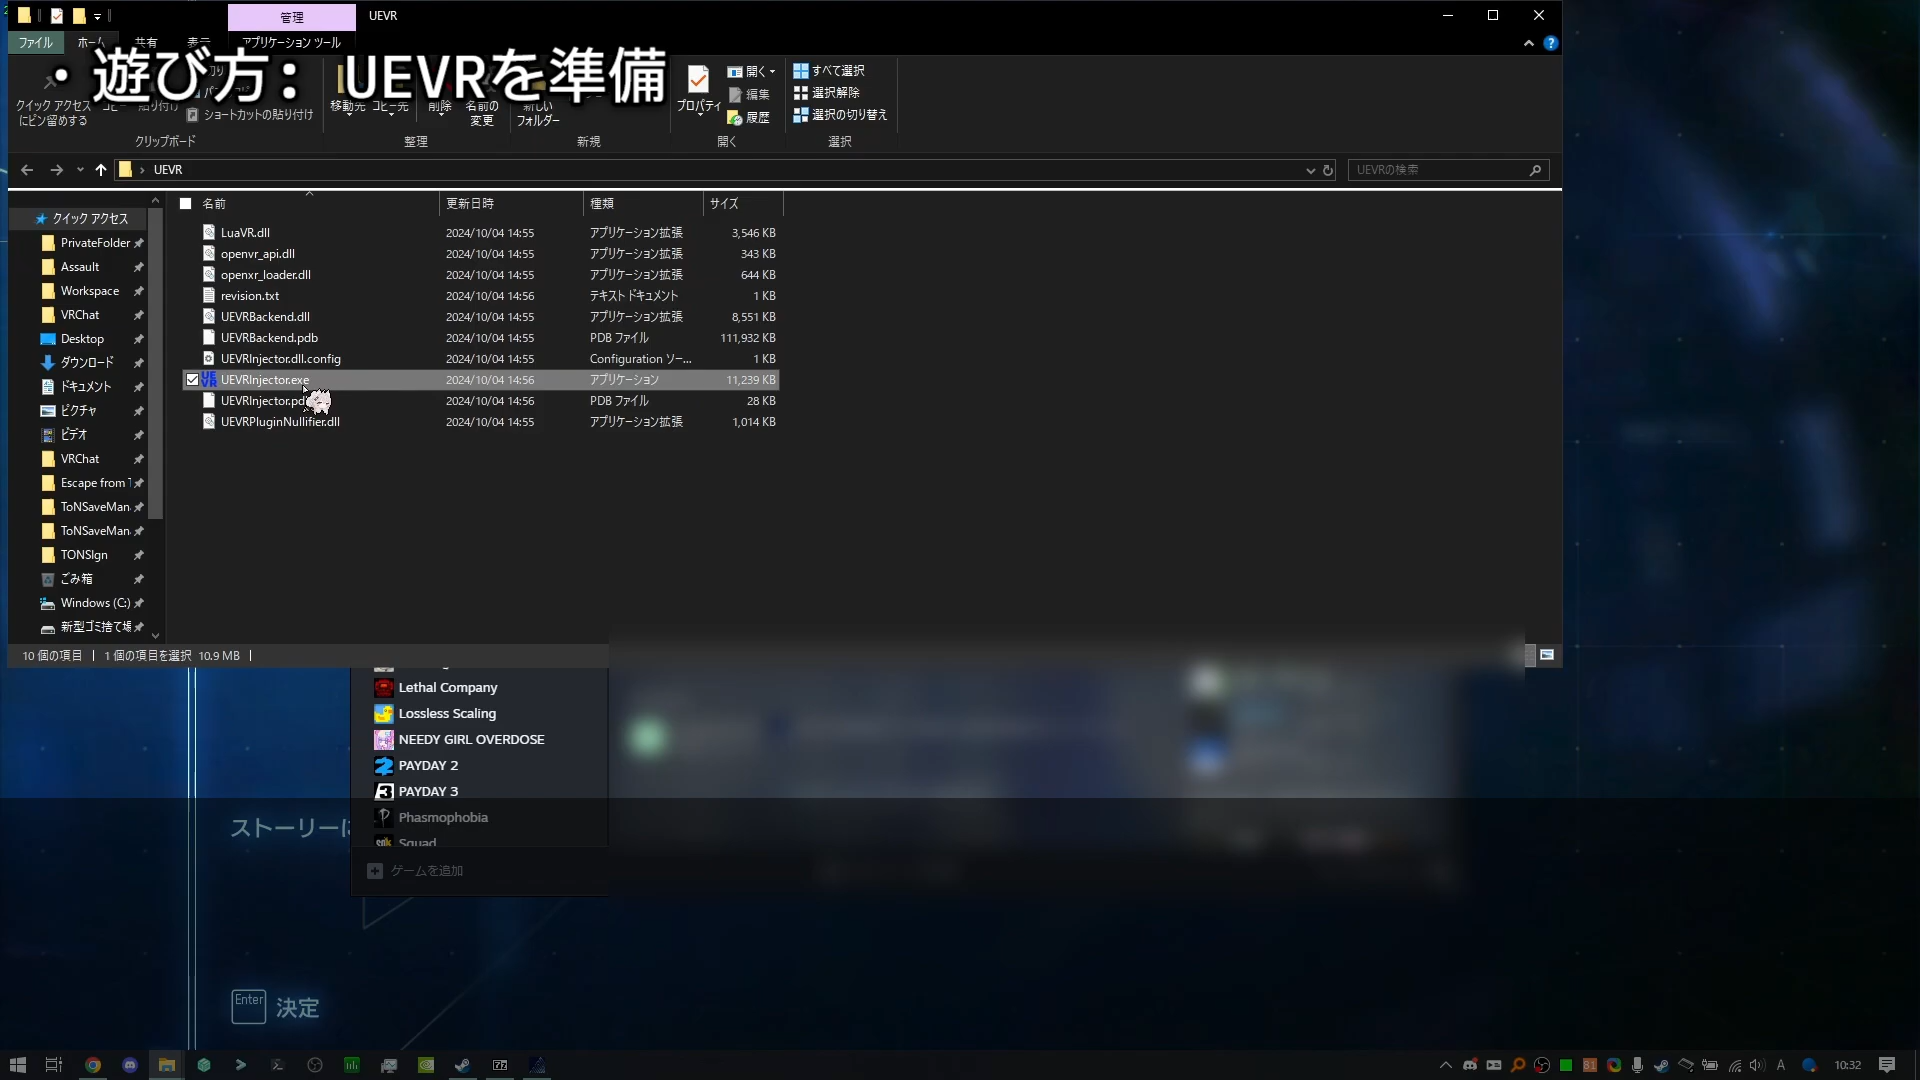 管理
UEVR
ファイル
ホーム
共有
表示
アプリケーション ツール
・遊び方：UEVRを準備
クイック アクセス
にピン留めする
ショートカットの貼り付け
クリップボード
移動先
コピー先
削除
名前の
変更
整理
新しい
フォルダー
新規
プロパティ
開く
編集
履歴
開く
すべて選択
選択解除
選択の切り替え
選択
UEVR
UEVRの検索
名前
更新日時
種類
サイズ
LuaVR.dll 2024/10/04 14:55 アプリケーション拡張 3,546 KB
openvr_api.dll 2024/10/04 14:55 アプリケーション拡張 343 KB
openxr_loader.dll 2024/10/04 14:55 アプリケーション拡張 644 KB
revision.txt 2024/10/04 14:56 テキスト ドキュメント 1 KB
UEVRBackend.dll 2024/10/04 14:55 アプリケーション拡張 8,551 KB
UEVRBackend.pdb 2024/10/04 14:55 PDB ファイル 111,932 KB
UEVRInjector.dll.config 2024/10/04 14:55 Configuration ソー... 1 KB
UEVRInjector.exe 2024/10/04 14:56 アプリケーション 11,239 KB
UEVRInjector.pd 2024/10/04 14:56 PDB ファイル 28 KB
UEVRPluginNullifier.dll 2024/10/04 14:55 アプリケーション拡張 1,014 KB
クイック アクセス
PrivateFolder
Assault
Workspace
VRChat
Desktop
ダウンロード
ドキュメント
ピクチャ
ビデオ
VRChat
Escape from
ToNSaveMan
ToNSaveMan
TONSIgn
ごみ箱
Windows (C:)
新型ゴミ捨て場
10 個の項目
1 個の項目を選択 10.9 MB
Lethal Company
Lossless Scaling
NEEDY GIRL OVERDOSE
PAYDAY 2
PAYDAY 3
Phasmophobia
Squad
ゲームを追加
ストーリーに
Enter
決定
A
10:32